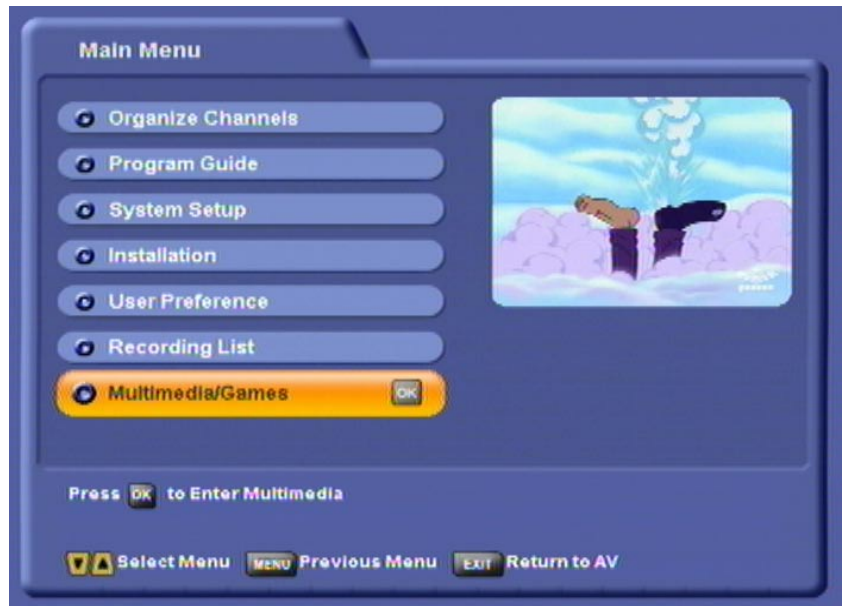 Main Menu
Organize Channels
Program Guide
System Setup
Installation
User Preference
Recording List
Multimedia/Games OK
Press OK to Enter Multimedia
Select Menu MENU Previous Menu EXIT Return to AV